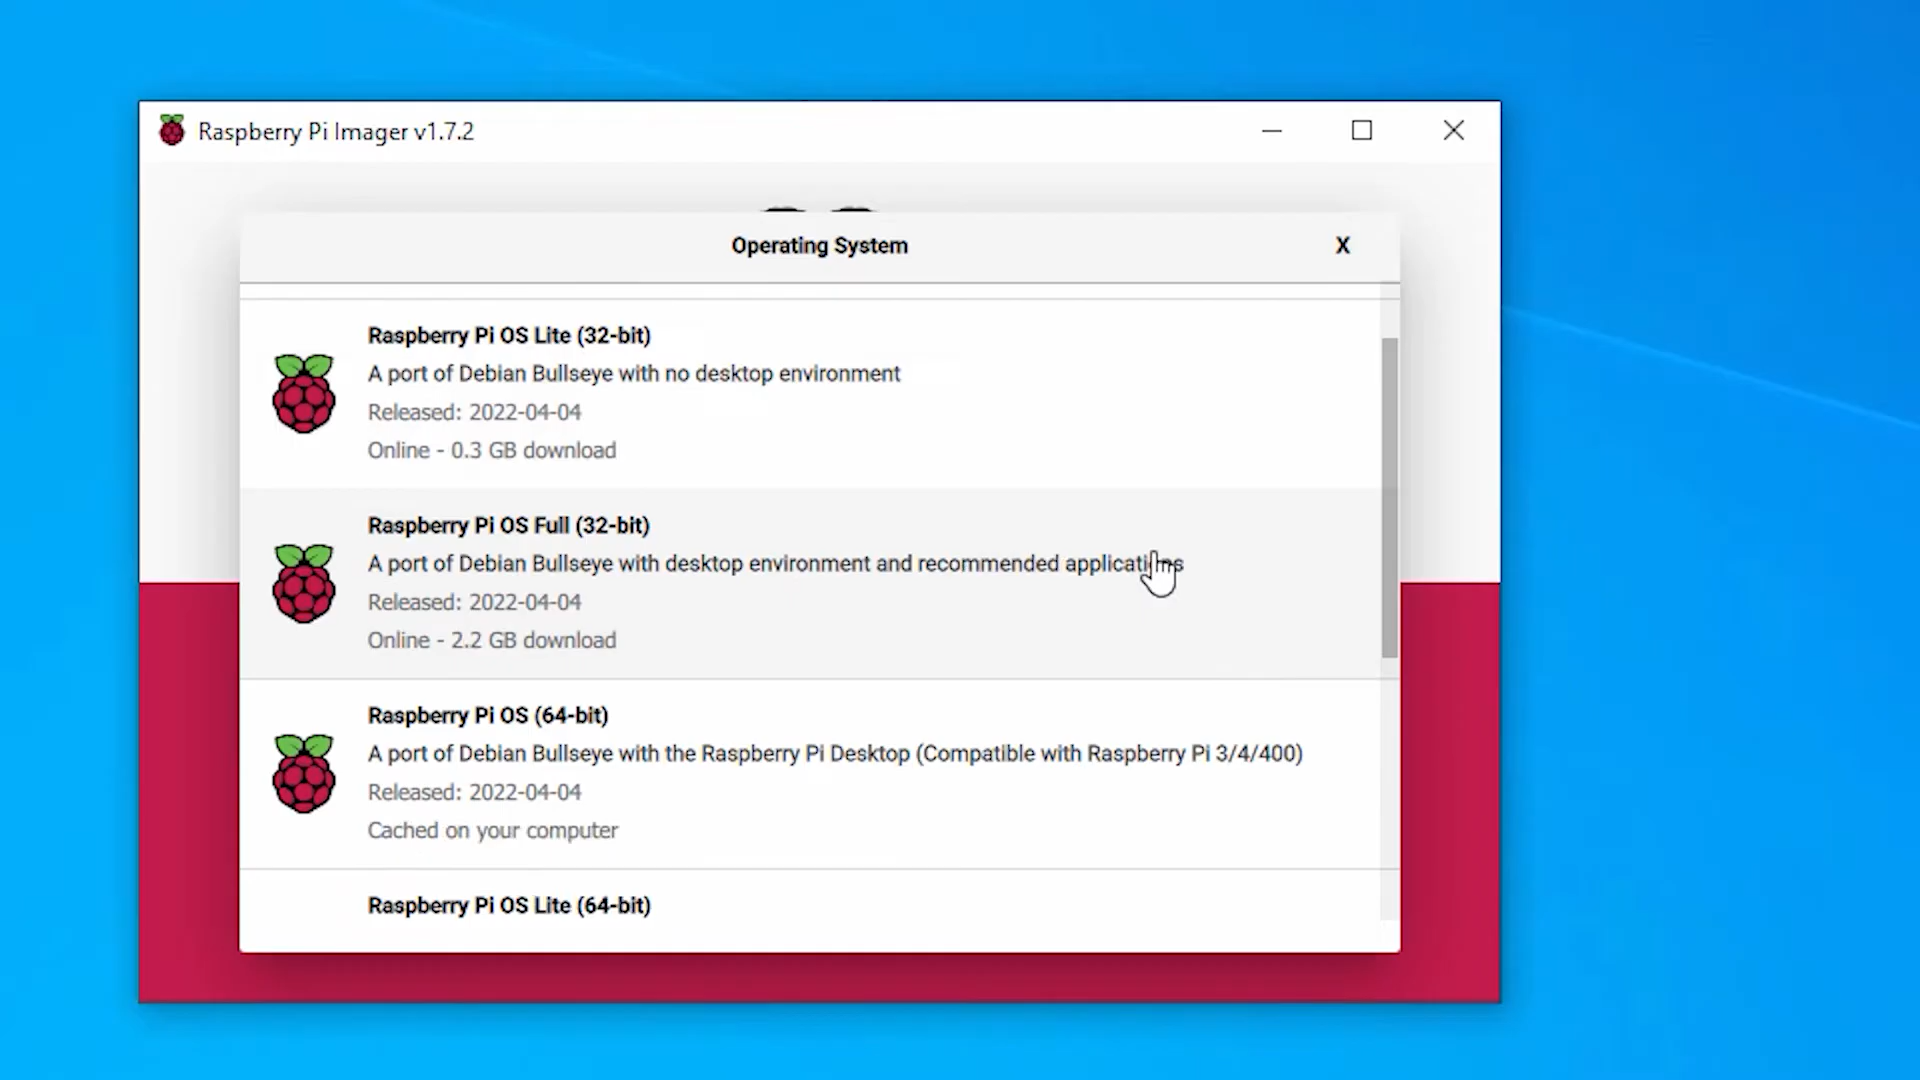 Raspberry Pi Imager v1.7.2
Operating System
X
Raspberry Pi OS Lite (32-bit)
A port of Debian Bullseye with no desktop environment
Released: 2022-04-04
Online - 0.3 GB download
Raspberry Pi OS Full (32-bit)
A port of Debian Bullseye with desktop environment and recommended applications
Released: 2022-04-04
Online - 2.2 GB download
Raspberry Pi OS (64-bit)
A port of Debian Bullseye with the Raspberry Pi Desktop (Compatible with Raspberry Pi 3/4/400)
Released: 2022-04-04
Cached on your computer
Raspberry Pi OS Lite (64-bit)